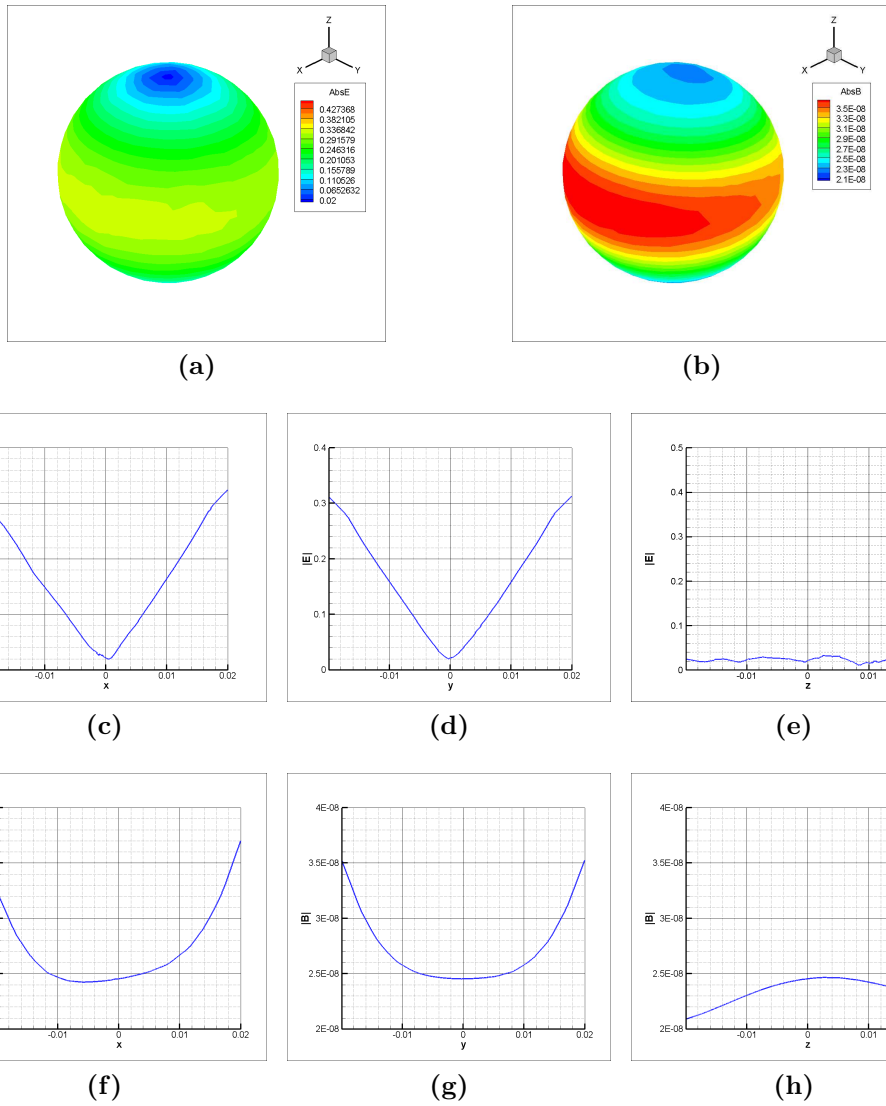 Z
X Y
AbsE
0.427368
0.382105
0.336842
0.291579
0.246316
0.201053
0.155789
0.110526
0.0652632
0.02
(a)
Z
X Y
AbsB
3.5E-08
3.3E-08
3.1E-08
2.9E-08
2.7E-08
2.5E-08
2.3E-08
2.1E-08
(b)
-0.01 0 0.01 0.02
x
(c)
0.4
0.3
0.2
0.1
0
|E|
-0.01 0 0.01 0.02
y
(d)
0.5
0.4
0.3
0.2
0.1
0
|E|
-0.01 0 0.01
z
(e)
-0.01 0 0.01 0.02
x
(f)
4E-08
3.5E-08
3E-08
2.5E-08
2E-08
|B|
-0.01 0 0.01 0.02
y
(g)
4E-08
3.5E-08
3E-08
2.5E-08
2E-08
|B|
-0.01 0 0.01
z
(h)